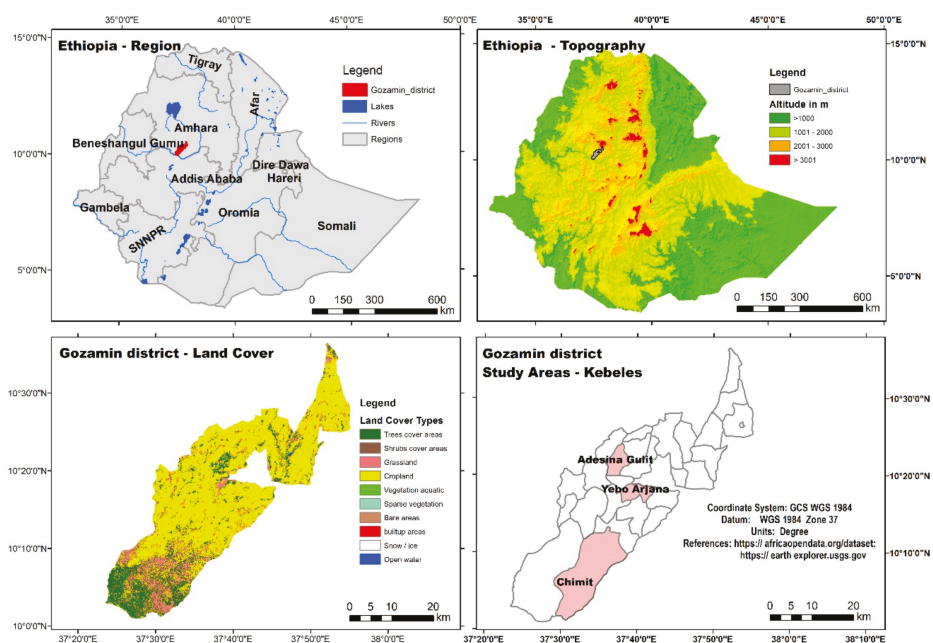 35°0'0"E 40°0'0"E 45°0'0"E 50°0'0"E
35°0'0"E 40°0'0"E 45°0'0"E 50°0'0"E
15°0'0"N
10°0'0"N
5°0'0"N
Ethiopia - Region
Tigray
Afar
Amhara
Beneshangul Gumu
Dire Dawa
Hareri
Addis Ababa
Gambela
Oromia
SNNPR
Somali
Legend
Gozamin_district
Lakes
Rivers
Regions
0 150 300 600
km
15°0'0"N
10°0'0"N
5°0'0"N
Ethiopia - Topography
Legend
Gozamin_district
Altitude in m
>1000
1001 - 2000
2001 - 3000
> 3001
0 150 300 600
km
Gozamin district - Land Cover
10°30'0"N
10°20'0"N
10°10'0"N
10°0'0"N
Legend
Land Cover Types
Trees cover areas
Shrubs cover areas
Grassland
Cropland
Vegetation aquatic
Sparse vegetation
Bare areas
builtup areas
Snow / ice
Open water
0 5 10 20
km
37°20'0"E 37°30'0"E 37°40'0"E 37°50'0"E 38°0'0"E
Gozamin district
Study Areas - Kebeles
10°30'0"N
10°20'0"N
10°10'0"N
10°0'0"N
Adesina Gulit
Yebo Arjana
Chimit
Coordinate System: GCS WGS 1984
Datum: WGS 1984 Zone 37
Units: Degree
References: https://africaopendata.org/dataset:
https:// earth explorer.usgs.gov
0 5 10 20
km
37°20'0"E 37°30'0"E 37°40'0"E 37°50'0"E 38°0'0"E 38°10'0"E